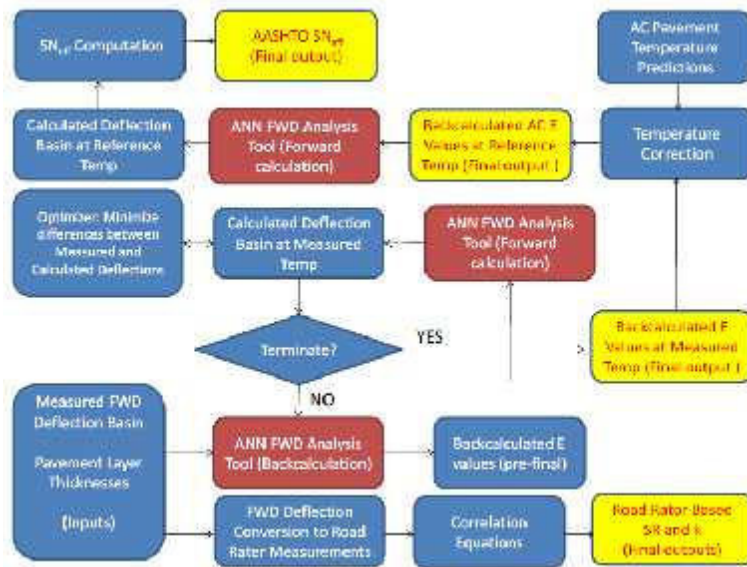 SNeff Computation
AASHTO SNeff
(Final output)
AC Pavement
Temperature
Predictions
Calculated Deflection
Basin at Reference
Temp
ANN FWD Analysis
Tool (Forward
calculation)
Backcalculated AC E
Values at Reference
Temp (Final output )
Temperature
Correction
Optimizer: Minimize
differences between
Measured and
Calculated Deflections
Calculated Deflection
Basin at Measured
Temp
ANN FWD Analysis
Tool (Forward
calculation)
Terminate?
YES
Backcalculated E
Values at Measured
Temp (Final output )
NO
Measured FWD
Deflection Basin
Pavement Layer
Thicknesses
(Inputs)
ANN FWD Analysis
Tool (Backcalculation)
Backcalculated E
values (pre-final)
FWD Deflection
Conversion to Road
Rater Measurements
Correlation
Equations
Road Rator Based
SR and k
(Final outputs)